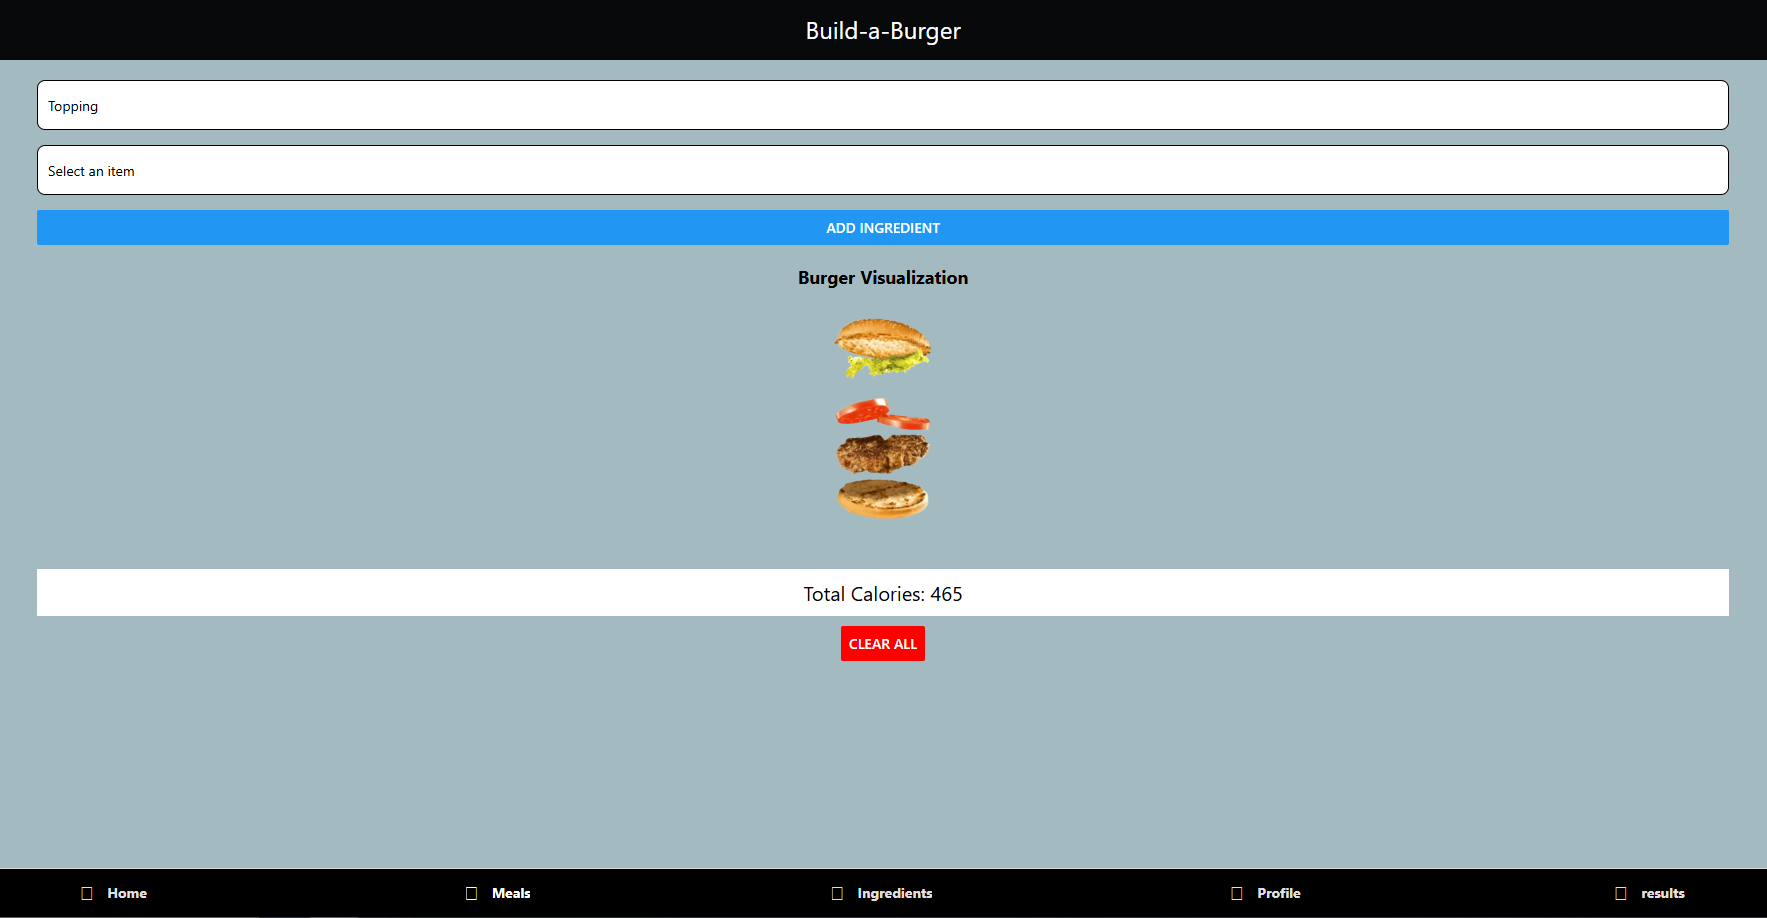 Build-a-Burger
Topping
Select an item
ADD INGREDIENT
Burger Visualization
Total Calories: 465
CLEAR ALL
Home
Meals
Ingredients
Profile
results